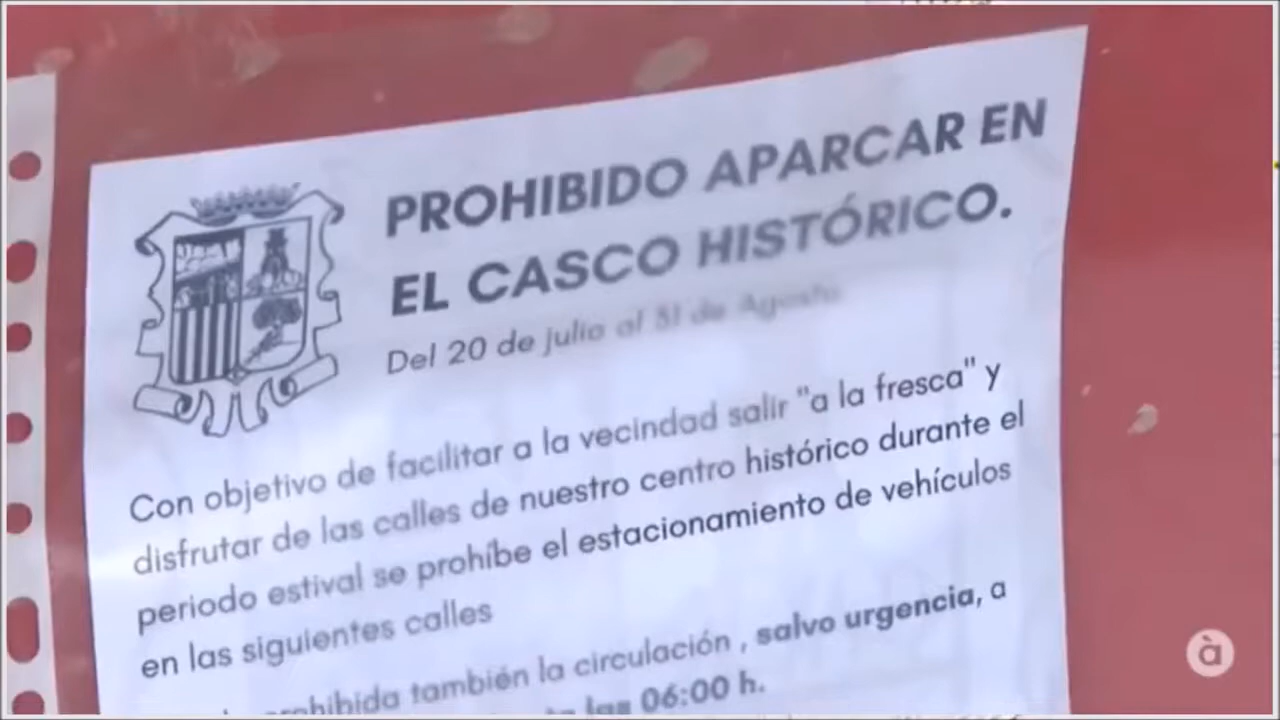 PROHIBIDO APARCAR EN
EL CASCO HISTÓRICO.
Del 20 de julio al 31 de Agosto
Con objetivo de facilitar a la vecindad salir "a la fresca" y
disfrutar de las calles de nuestro centro histórico durante el
periodo estival se prohíbe el estacionamiento de vehículos
en las siguientes calles
prohibida también la circulación , salvo urgencia, a
las 06:00 h.
à